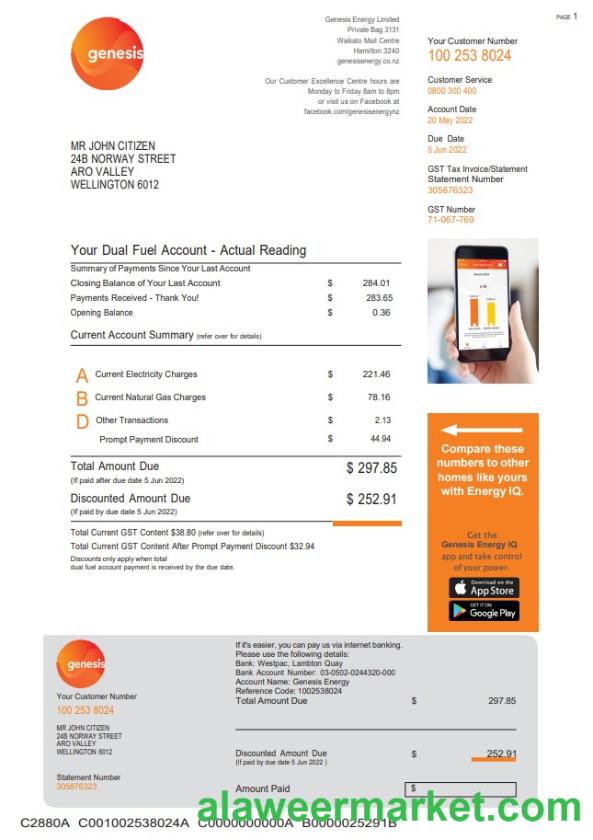 PAGE 1
genesis
Genesis Energy Limited
Private Bag 3131
Waikato Mail Centre
Hamilton 3240
genesisenergy.co.nz
Our Customer Excellence Centre hours are
Monday to Friday 8am to 8pm
or visit us on Facebook at
facebook.com/genesisenergynz
Your Customer Number
100 253 8024
Customer Service
0800 300 400
Account Date
20 May 2022
Due Date
5 Jun 2022
GST Tax Invoice/Statement
Statement Number
305876323
GST Number
71-067-769
MR JOHN CITIZEN
24B NORWAY STREET
ARO VALLEY
WELLINGTON 6012
Your Dual Fuel Account - Actual Reading
Summary of Payments Since Your Last Account
Closing Balance of Your Last Account $ 284.01
Payments Received - Thank You! $ 283.65
Opening Balance $ 0.36
Current Account Summary (refer over for details)
A Current Electricity Charges $ 221.46
B Current Natural Gas Charges $ 78.16
D Other Transactions $ 2.13
Prompt Payment Discount $ 44.94
Total Amount Due $ 297.85
(If paid after due date 5 Jun 2022)
Discounted Amount Due $ 252.91
(If paid by due date 5 Jun 2022)
Total Current GST Content $38.80 (refer over for details)
Total Current GST Content After Prompt Payment Discount $32.94
Discounts only apply when total
dual fuel account payment is received by the due date.
Compare these
numbers to other
homes like yours
with Energy IQ.
Get the
Genesis Energy IQ
app and take control
of your power.
Download on the
App Store
GET IT ON
Google Play
genesis
Your Customer Number
100 253 8024
MR JOHN CITIZEN
24B NORWAY STREET
ARO VALLEY
WELLINGTON 6012
Statement Number
305876323
If it's easier, you can pay us via internet banking.
Please use the following details:
Bank: Westpac, Lambton Quay
Bank Account Number: 03-0502-0244320-000
Account Name: Genesis Energy
Reference Code: 1002538024
Total Amount Due $ 297.85
Discounted Amount Due $ 252.91
(If paid by due date 5 Jun 2022 )
Amount Paid $
alaweermarket.com
C2880A C001002538024A C0000000000A B0000025291B